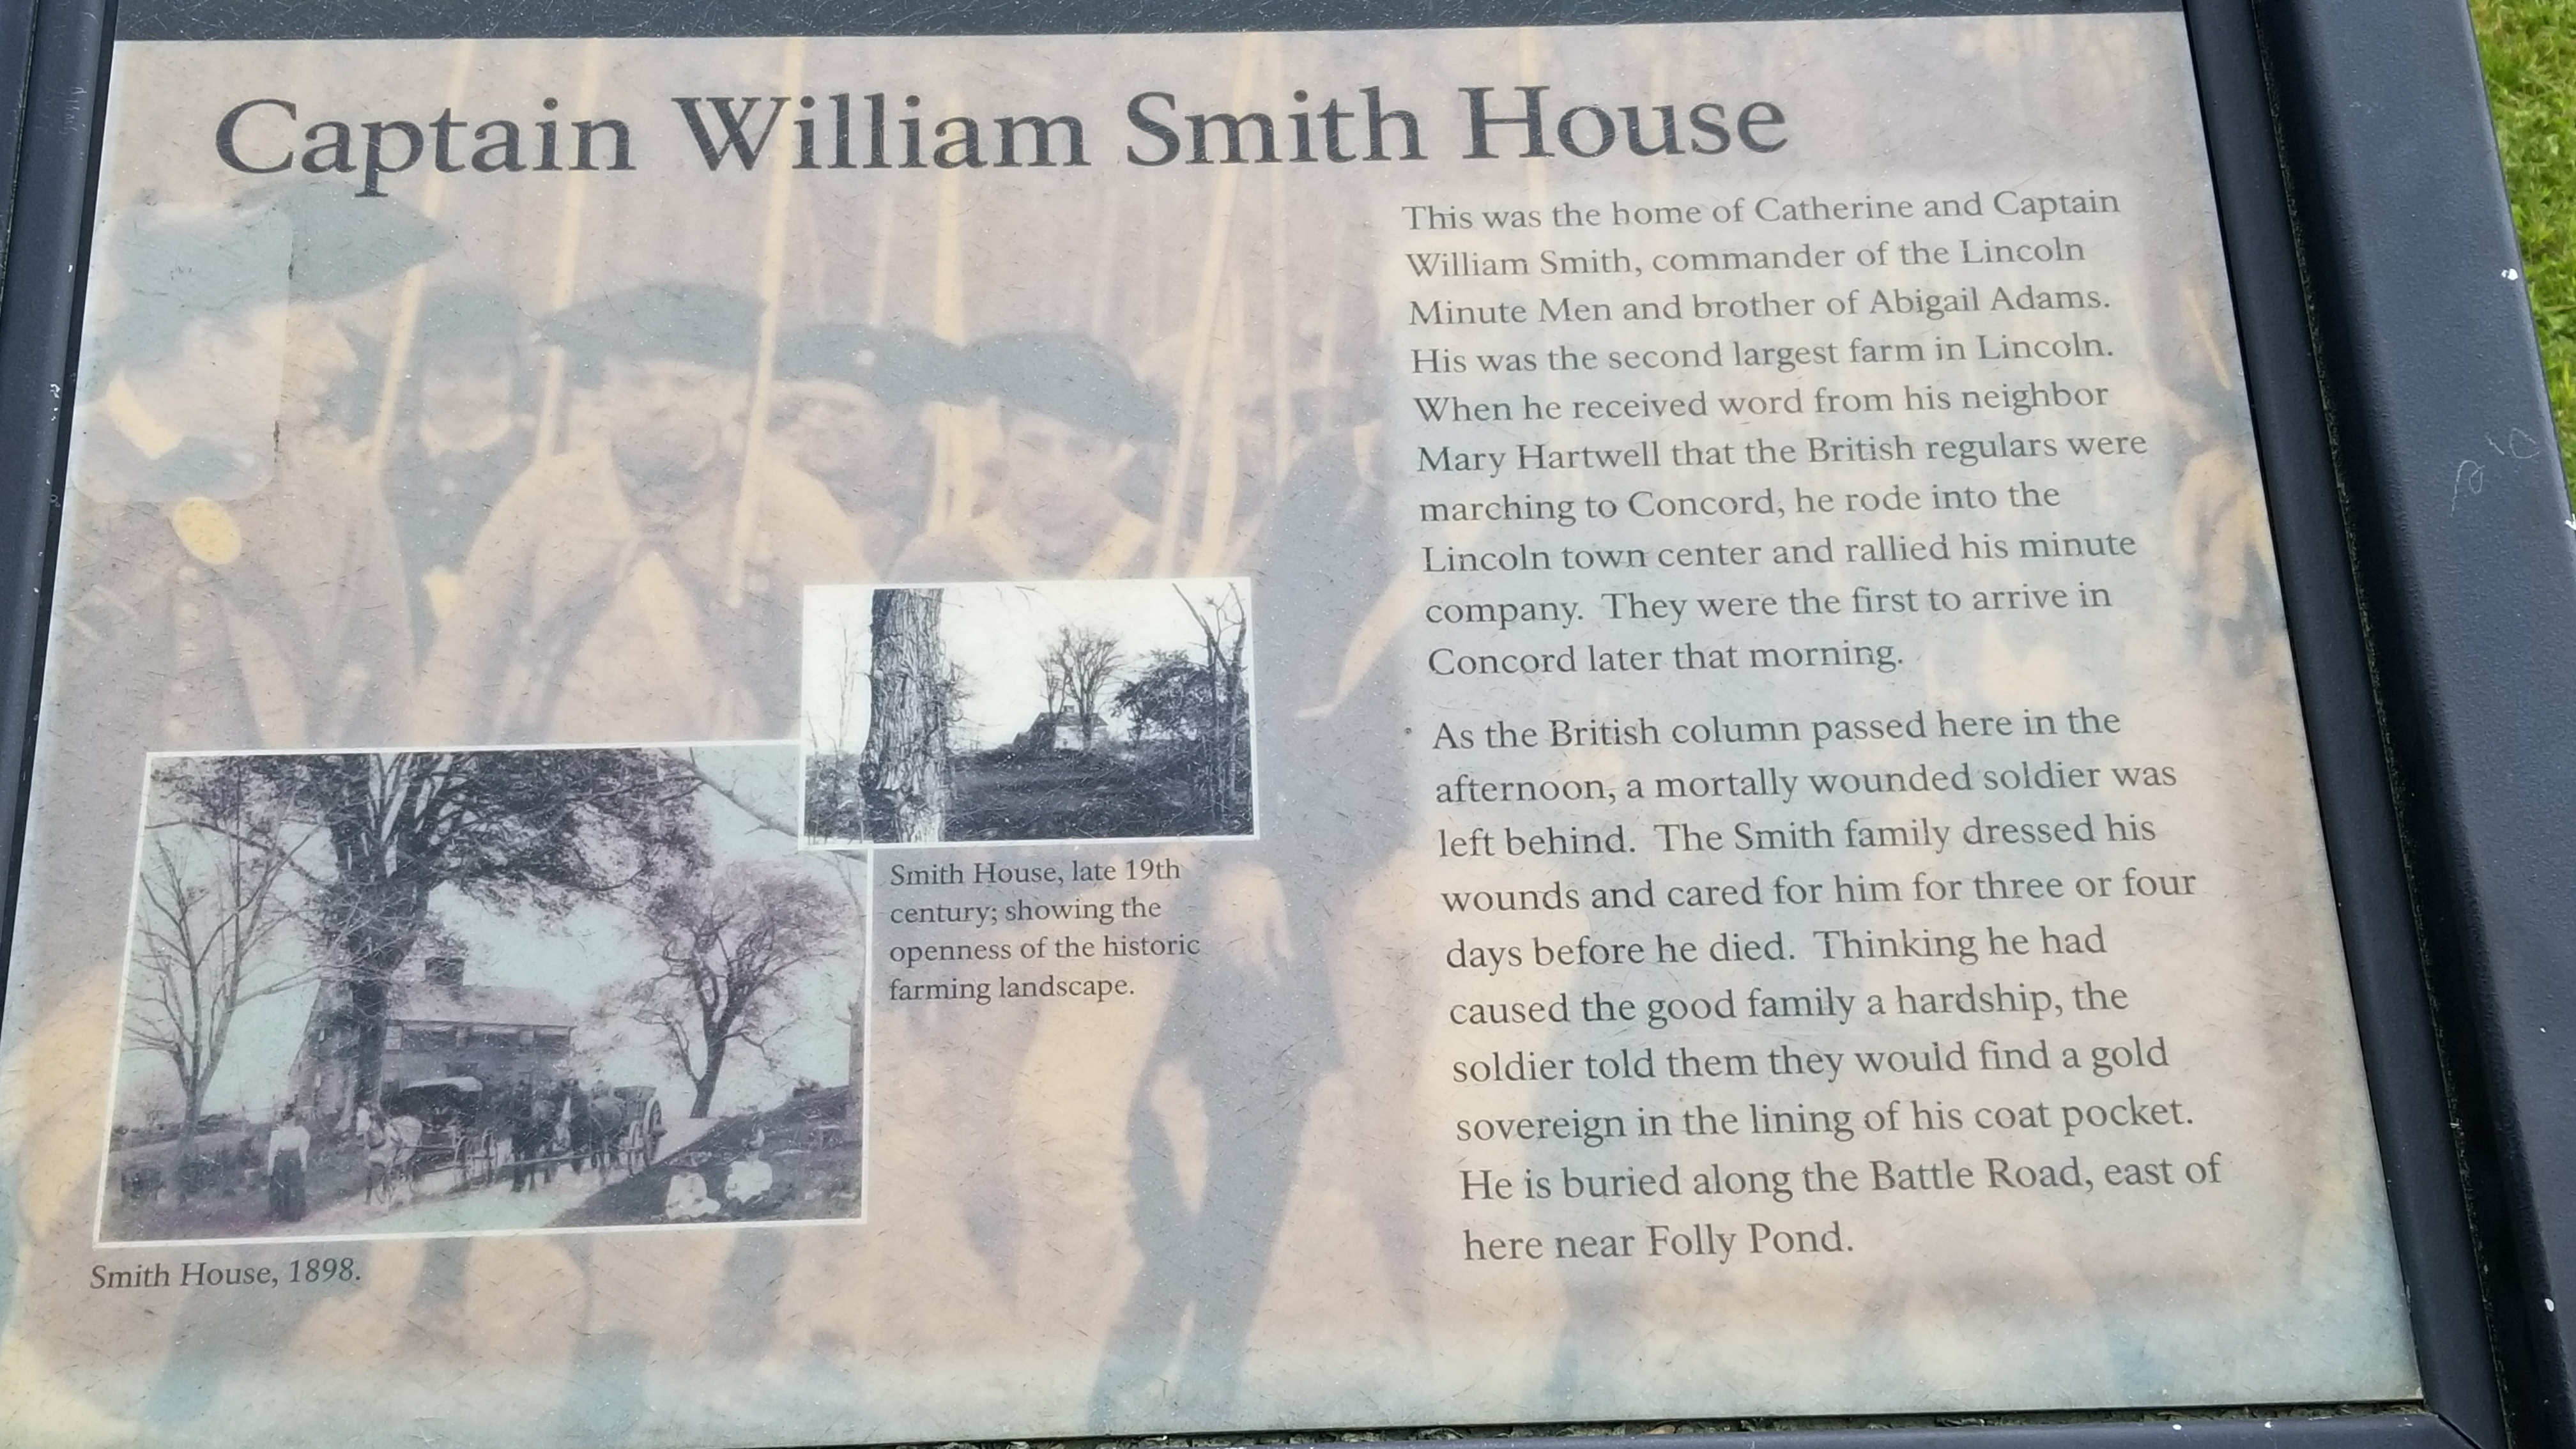 Captain William Smith House
This was the home of Catherine and Captain
William Smith, commander of the Lincoln
Minute Men and brother of Abigail Adams.
His was the second largest farm in Lincoln.
When he received word from his neighbor
Mary Hartwell that the British regulars were
marching to Concord, he rode into the
Lincoln town center and rallied his minute
company. They were the first to arrive in
Concord later that morning.
As the British column passed here in the
afternoon, a mortally wounded soldier was
left behind. The Smith family dressed his
wounds and cared for him for three or four
days before he died. Thinking he had
caused the good family a hardship, the
soldier told them they would find a gold
sovereign in the lining of his coat pocket.
He is buried along the Battle Road, east of
here near Folly Pond.
Smith House, late 19th
century; showing the
openness of the historic
farming landscape.
Smith House, 1898.